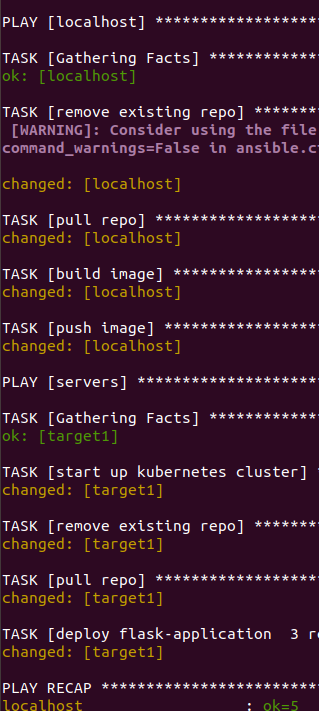 PLAY [localhost] ******************
TASK [Gathering Facts] ************
ok: [localhost]
TASK [remove existing repo] *******
[WARNING]: Consider using the file
command_warnings=False in
changed: [localhost]
TASK [pull repo] ******************
changed: [localhost]
TASK [build image] ****************
changed: [localhost]
TASK [push image] *****************
changed: [localhost]
PLAY [servers] ********************
TASK [Gathering Facts] ************
ok: [target1]
TASK [start up kubernetes cluster]
changed: [target1]
TASK [remove existing repo] *******
changed: [target1]
TASK [pull repo] ******************
changed: [target1]
TASK [deploy flask-application  3
changed: [target1]
PLAY RECAP ************************
localhost : ok=5